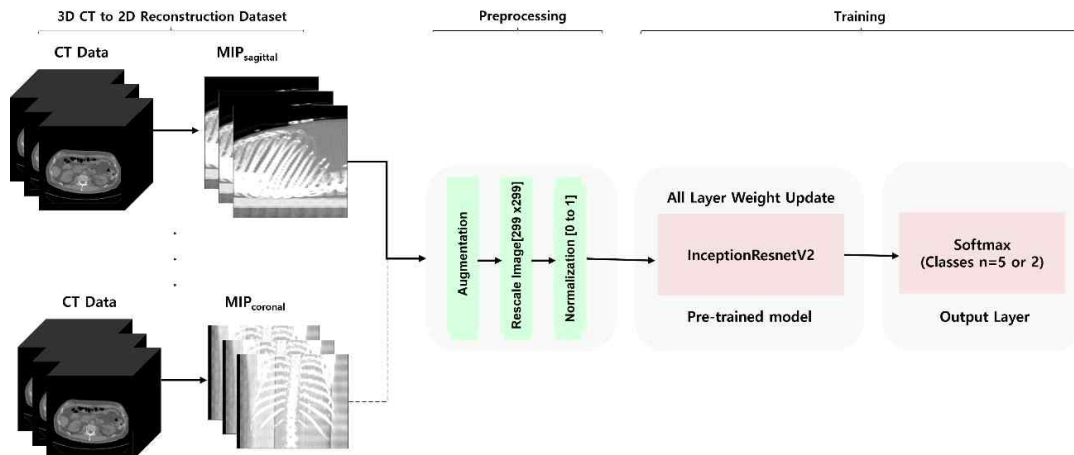 3D CT to 2D Reconstruction Dataset
Preprocessing
Training
CT Data
MIPsagittal
CT Data
MIPcoronal
Augmentation
Rescale Image[299 x299]
Normalization [0 to 1]
All Layer Weight Update
InceptionResnetV2
Pre-trained model
Softmax
(Classes n=5 or 2)
Output Layer